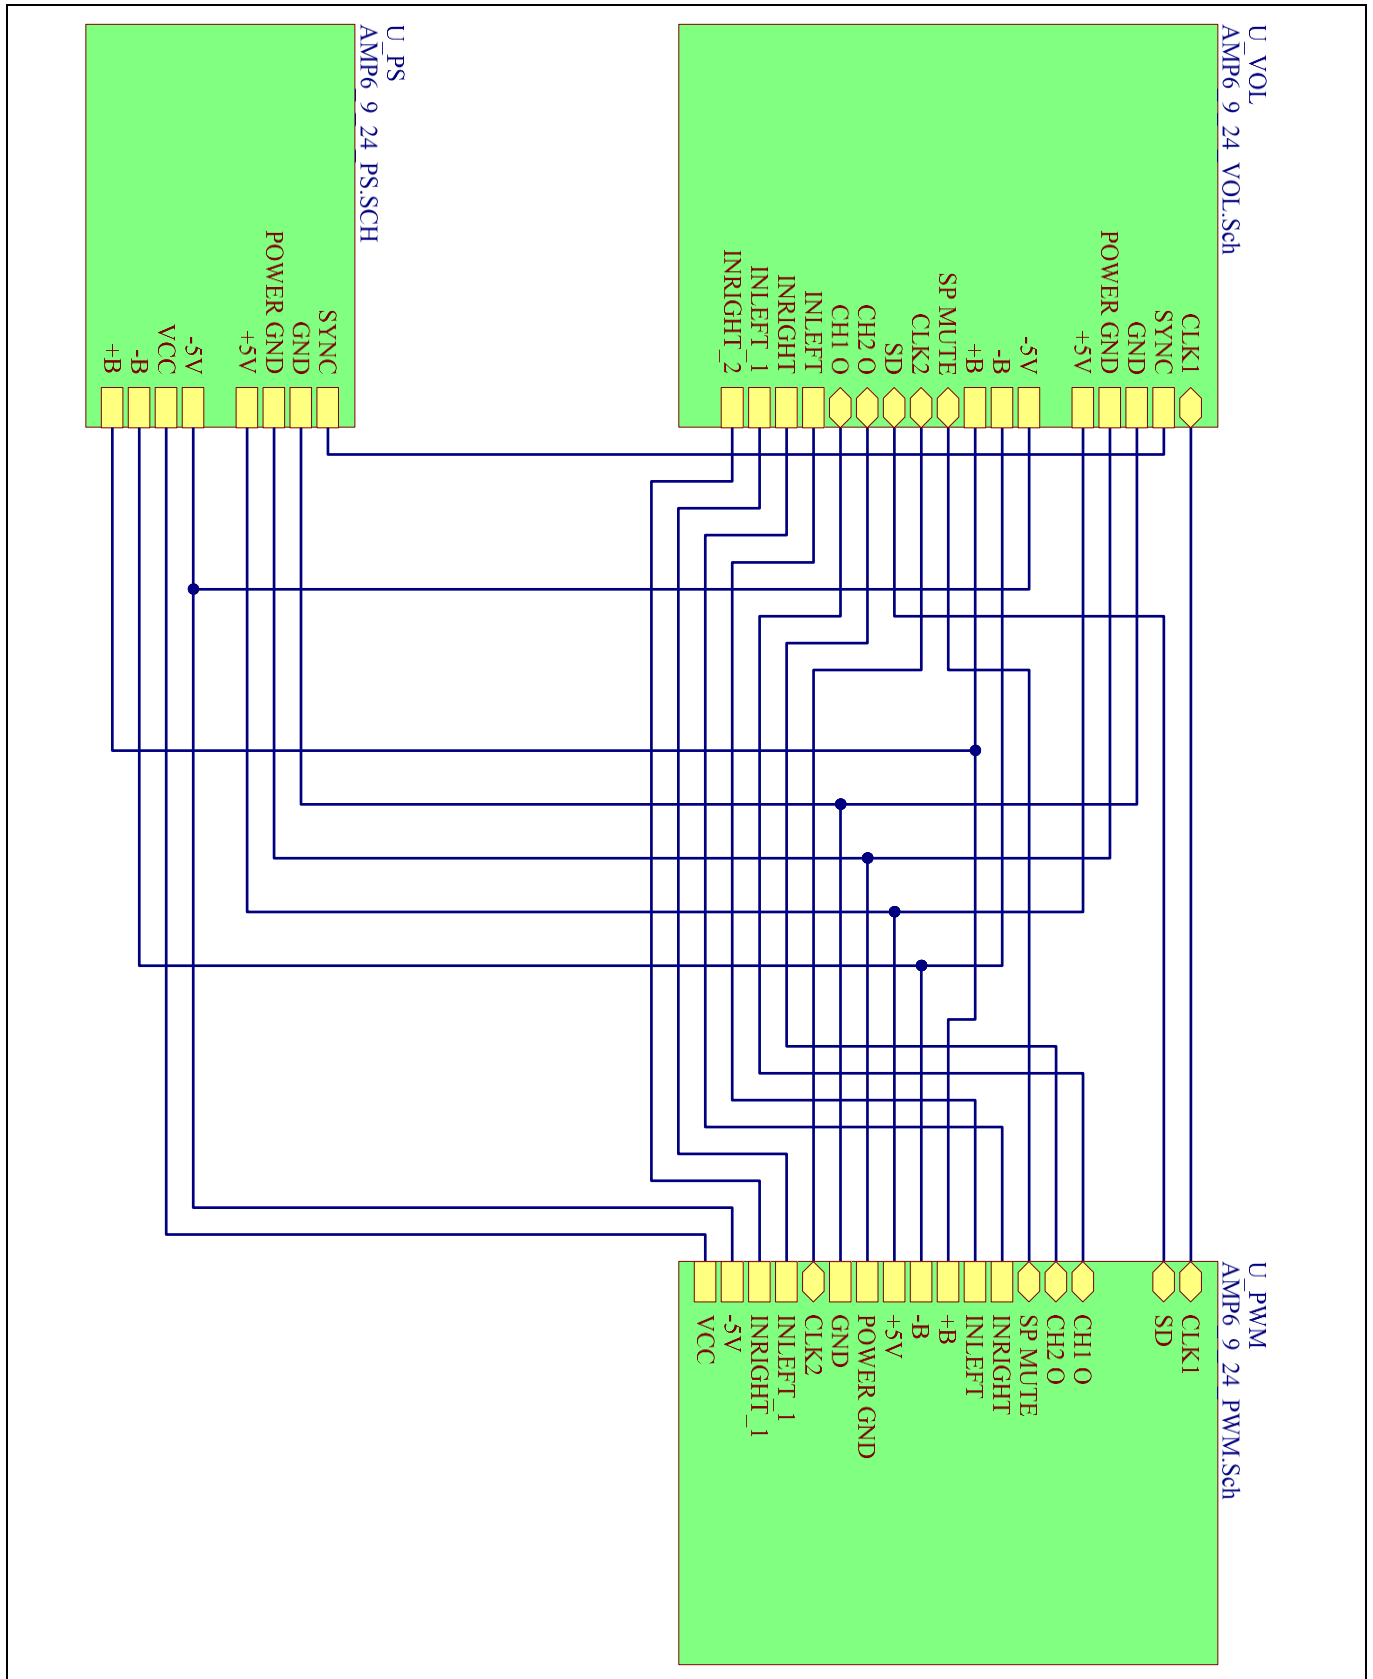 U_PS
AMP6_9_24_PS.SCH
SYNC
GND
POWER GND
+5V
-5V
VCC
-B
+B
U_VOL
AMP6_9_24_VOL.Sch
CLK1
SYNC
GND
POWER GND
+5V
-5V
-B
+B
SP MUTE
CLK2
SD
CH2 O
CH1 O
INLEFT
INRIGHT
INLEFT_1
INRIGHT_2
U_PWM
AMP6_9_24_PWM.Sch
CLK1
SD
CH1 O
CH2 O
SP MUTE
INRIGHT
INLEFT
+B
-B
+5V
POWER GND
GND
CLK2
INLEFT_1
INRIGHT_1
-5V
VCC